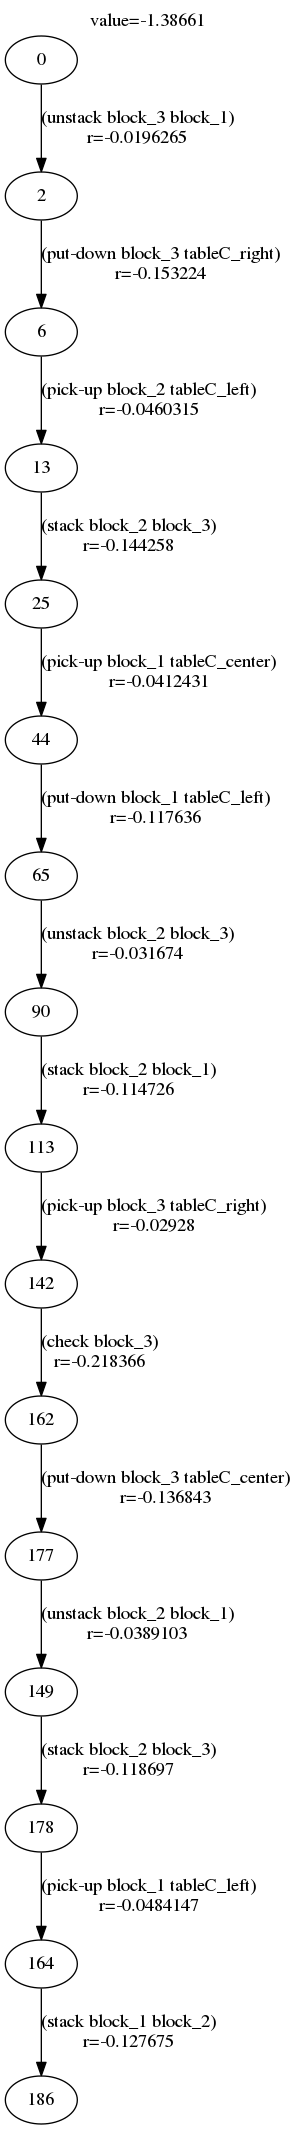 value=-1.38661
0
(unstack block_3 block_1)
r=-0.0196265
2
(put-down block_3 tableC_right)
r=-0.153224
6
(pick-up block_2 tableC_left)
r=-0.0460315
13
(stack block_2 block_3)
r=-0.144258
25
(pick-up block_1 tableC_center)
r=-0.0412431
44
(put-down block_1 tableC_left)
r=-0.117636
65
(unstack block_2 block_3)
r=-0.031674
90
(stack block_2 block_1)
r=-0.114726
113
(pick-up block_3 tableC_right)
r=-0.02928
142
(check block_3)
r=-0.218366
162
(put-down block_3 tableC_center)
r=-0.136843
177
(unstack block_2 block_1)
r=-0.0389103
149
(stack block_2 block_3)
r=-0.118697
178
(pick-up block_1 tableC_left)
r=-0.0484147
164
(stack block_1 block_2)
r=-0.127675
186